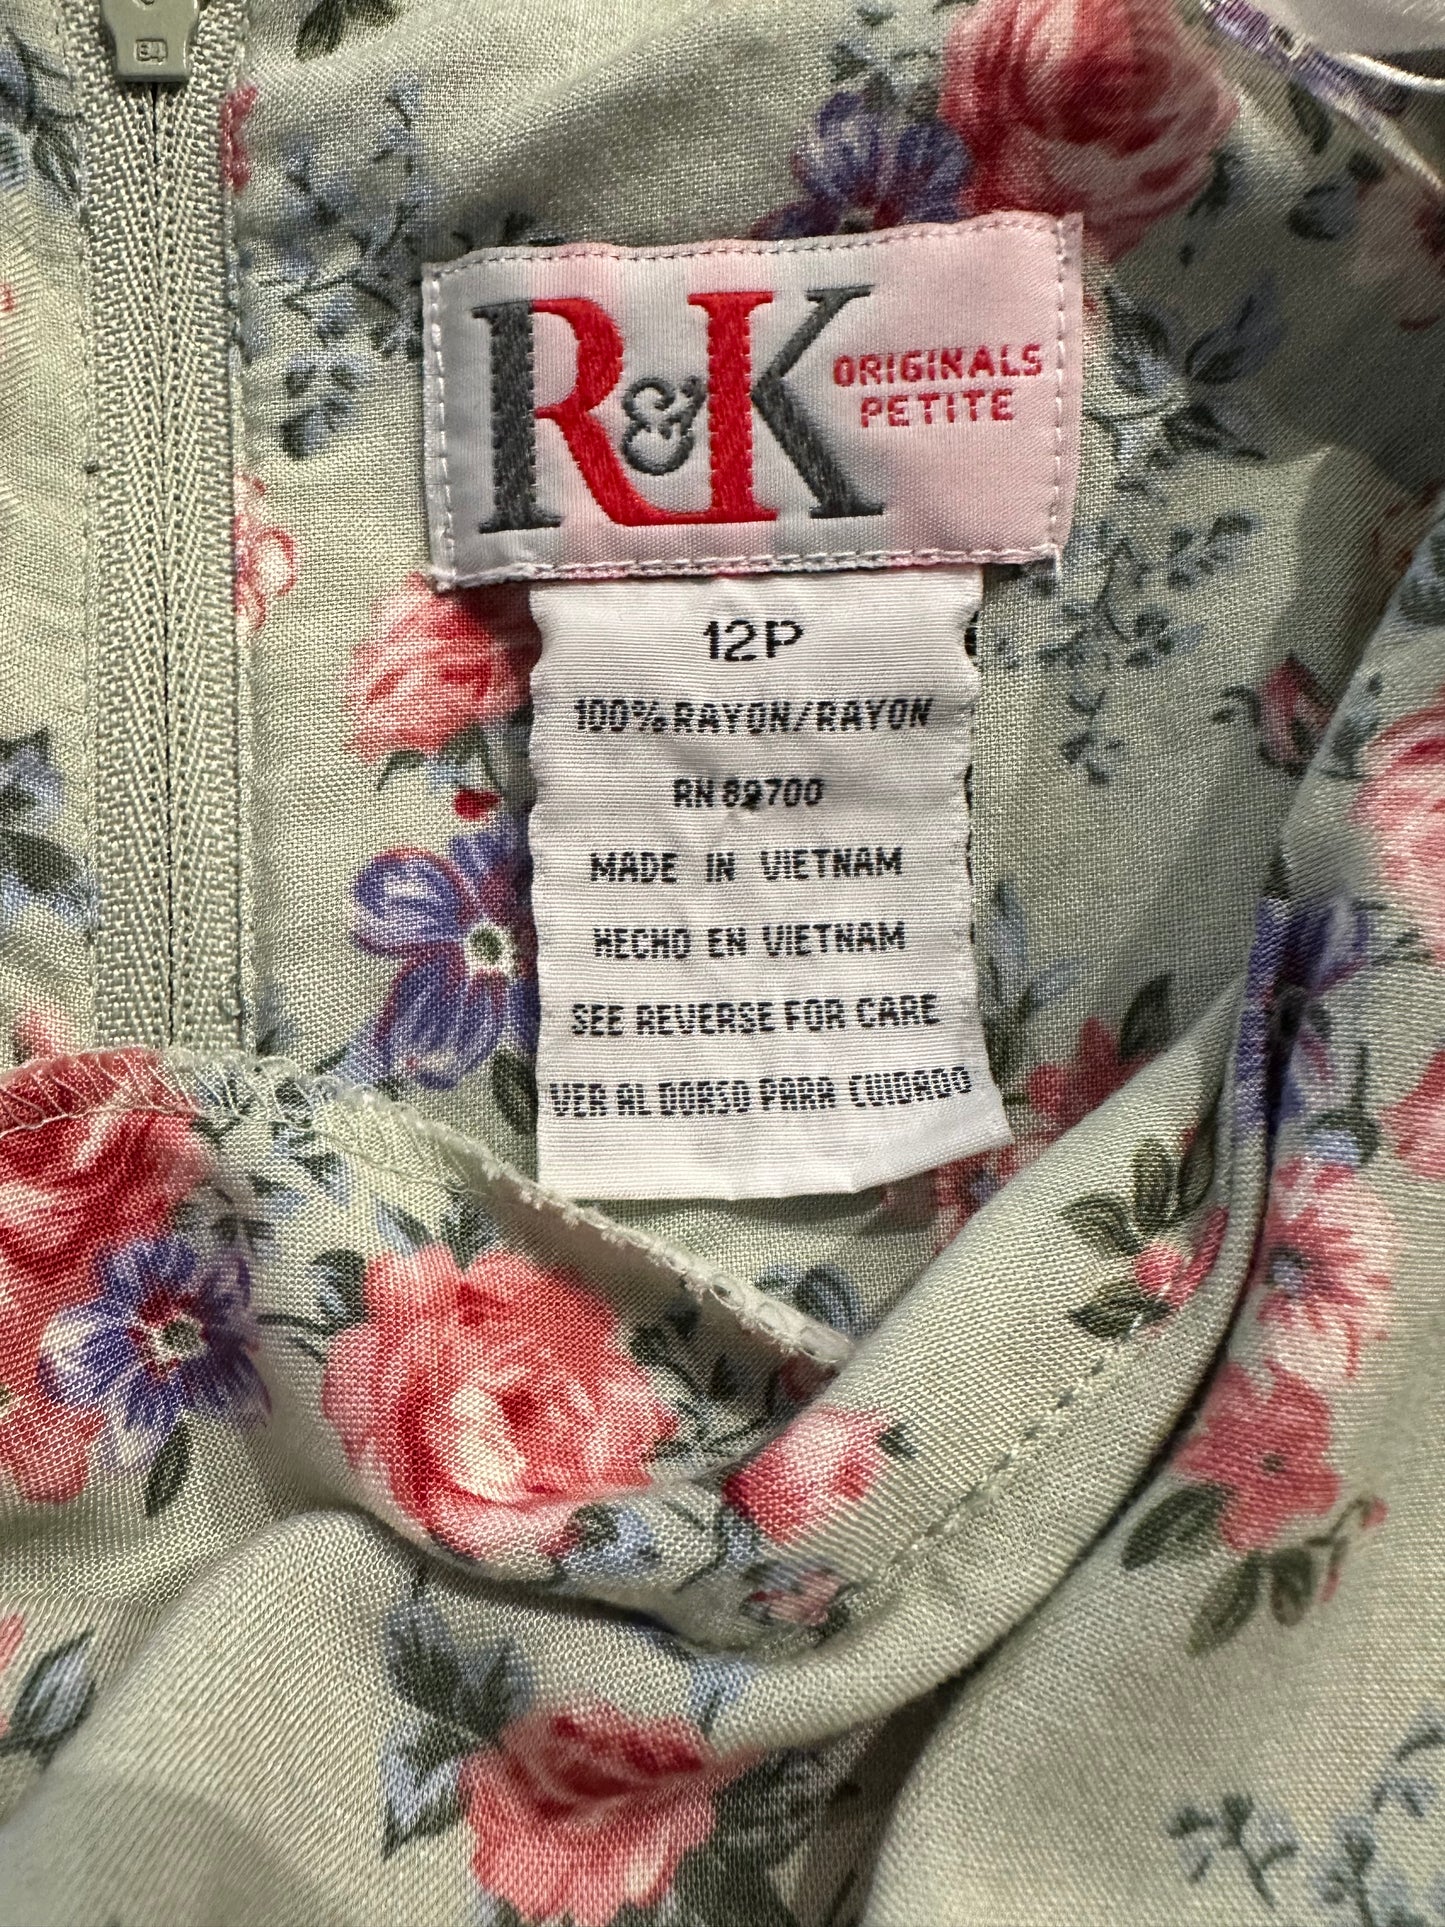 R&K ORIGINALS
PETITE
12P
100% RAYON/RAYON
RN 89700
MADE IN VIETNAM
HECHO EN VIETNAM
SEE REVERSE FOR CARE
VER AL DORSO PARA CUIDADO